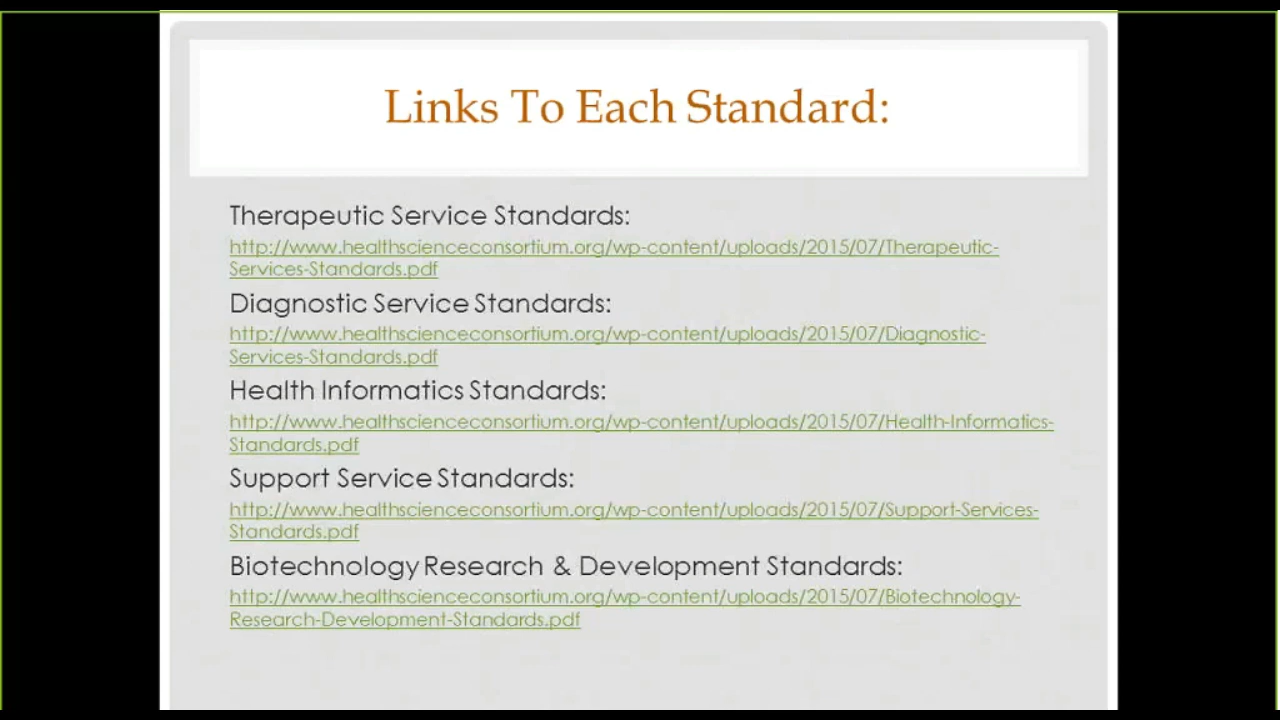 Links To Each Standard:
Therapeutic Service Standards:
http://www.healthscienceconsortium.org/wp-content/uploads/2015/07/Therapeutic-
Services-Standards.pdf
Diagnostic Service Standards:
http://www.healthscienceconsortium.org/wp-content/uploads/2015/07/Diagnostic-
Services-Standards.pdf
Health Informatics Standards:
http://www.healthscienceconsortium.org/wp-content/uploads/2015/07/Health-Informatics-
Standards.pdf
Support Service Standards:
http://www.healthscienceconsortium.org/wp-content/uploads/2015/07/Support-Services-
Standards.pdf
Biotechnology Research & Development Standards:
http://www.healthscienceconsortium.org/wp-content/uploads/2015/07/Biotechnology-
Research-Development-Standards.pdf